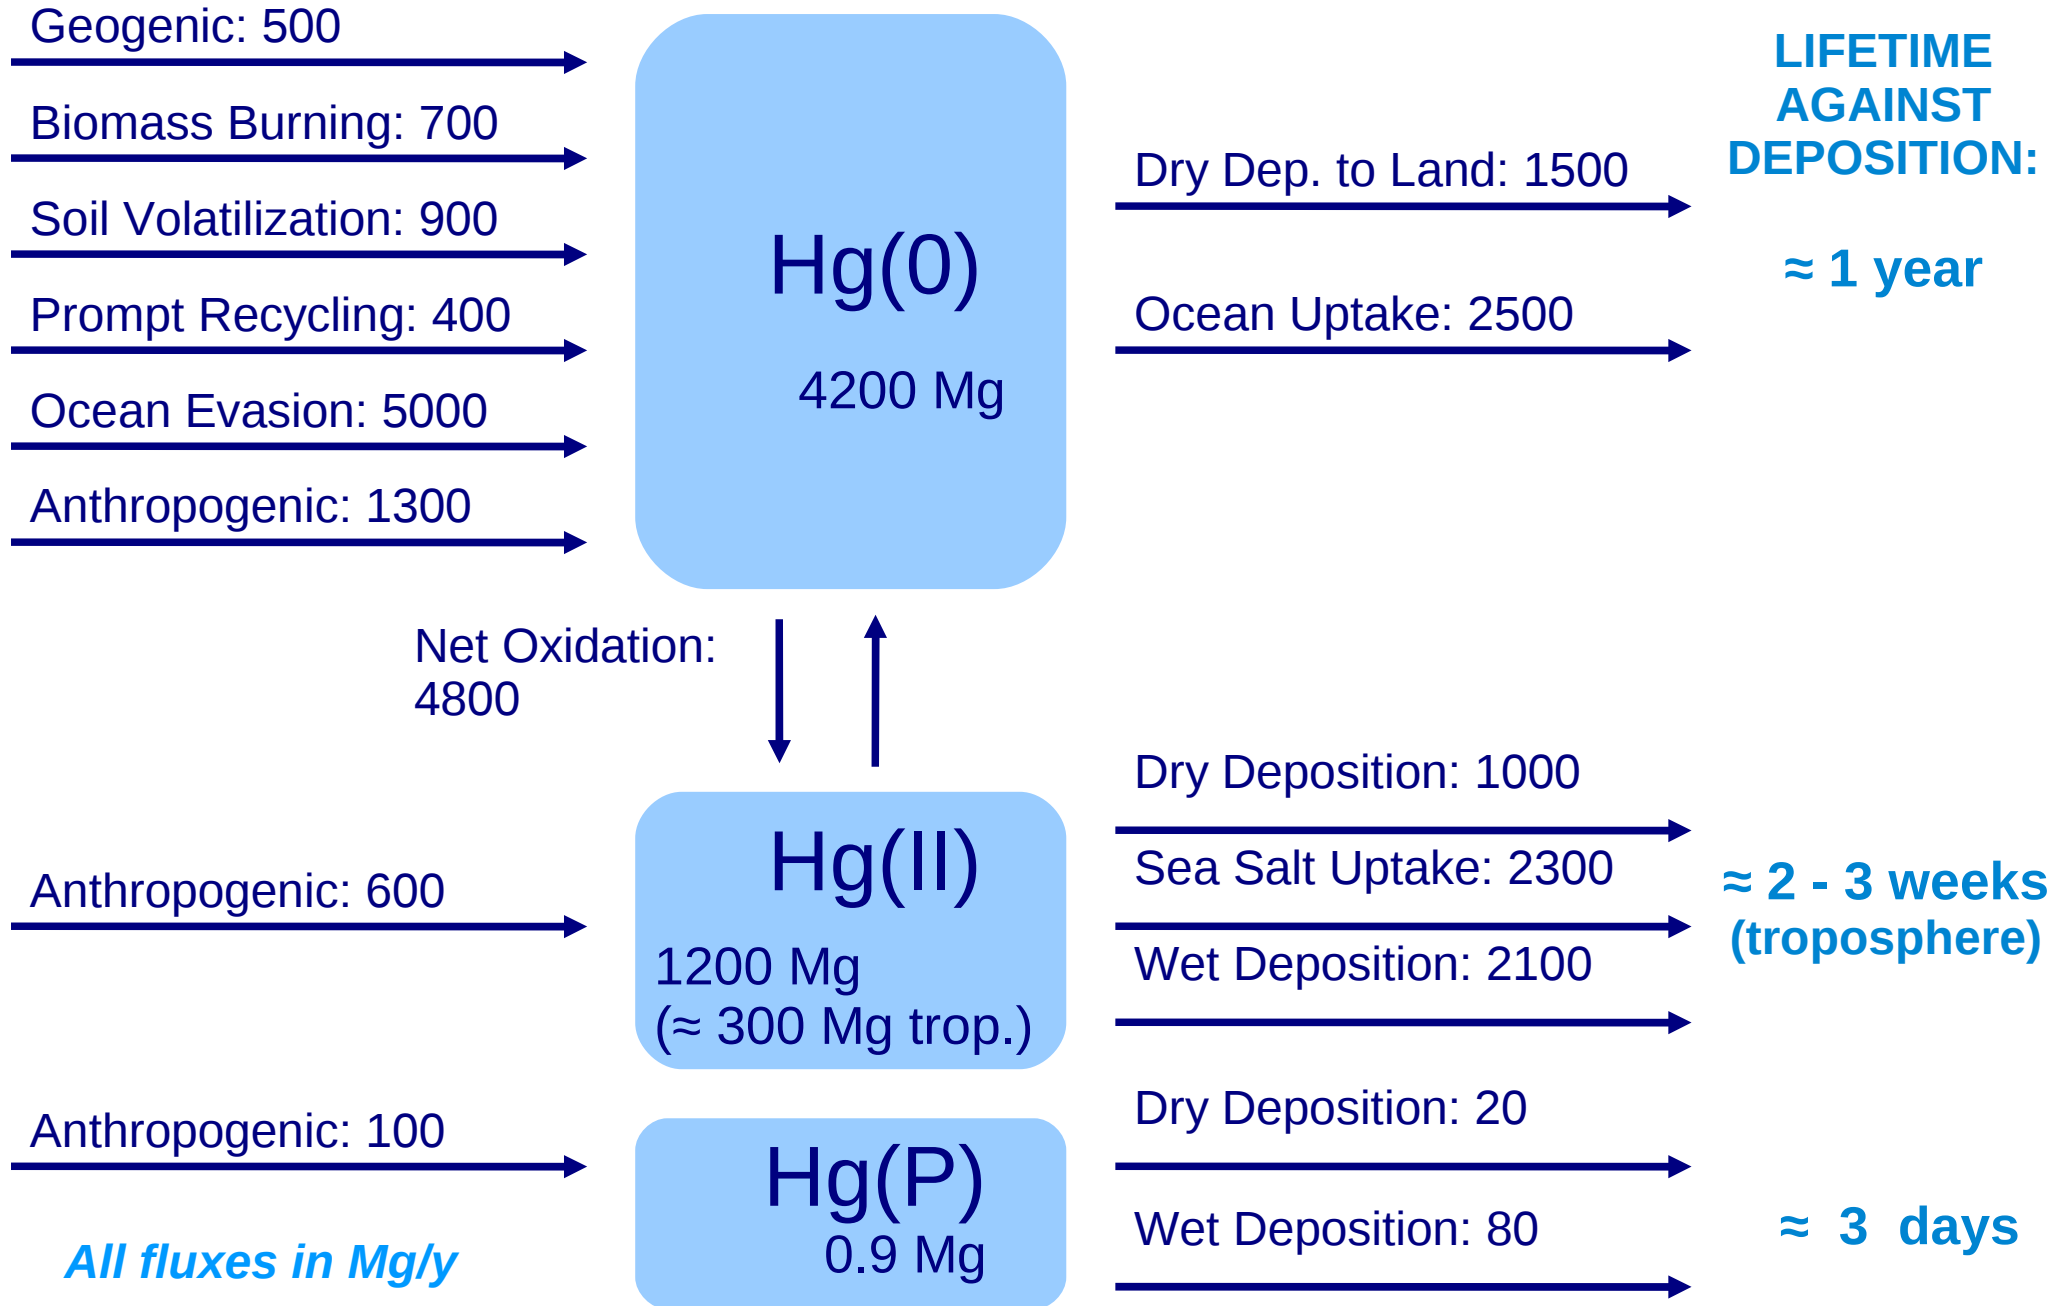 Geogenic: 500
Biomass Burning: 700
Soil Volatilization: 900
Prompt Recycling: 400
Ocean Evasion: 5000
Anthropogenic: 1300
Hg(0)
4200 Mg
Dry Dep. to Land: 1500
Ocean Uptake: 2500
LIFETIME
AGAINST
DEPOSITION:
≈ 1 year
Net Oxidation:
4800
Anthropogenic: 600
Hg(II)
1200 Mg
(≈ 300 Mg trop.)
Dry Deposition: 1000
Sea Salt Uptake: 2300
Wet Deposition: 2100
≈ 2 - 3 weeks
(troposphere)
Anthropogenic: 100
Hg(P)
0.9 Mg
Dry Deposition: 20
Wet Deposition: 80
≈ 3 days
All fluxes in Mg/y